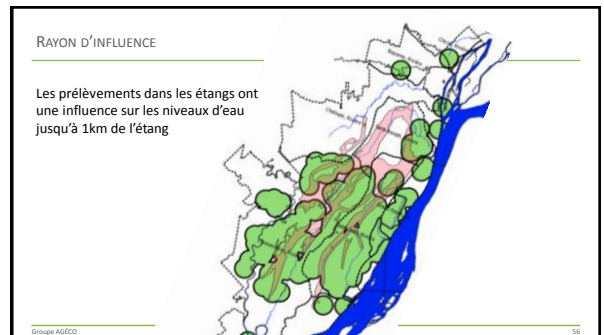 RAYON D'INFLUENCE
Les prélèvements dans les étangs ont
une influence sur les niveaux d'eau
jusqu'à 1km de l'étang
Groupe AGÉCO
56